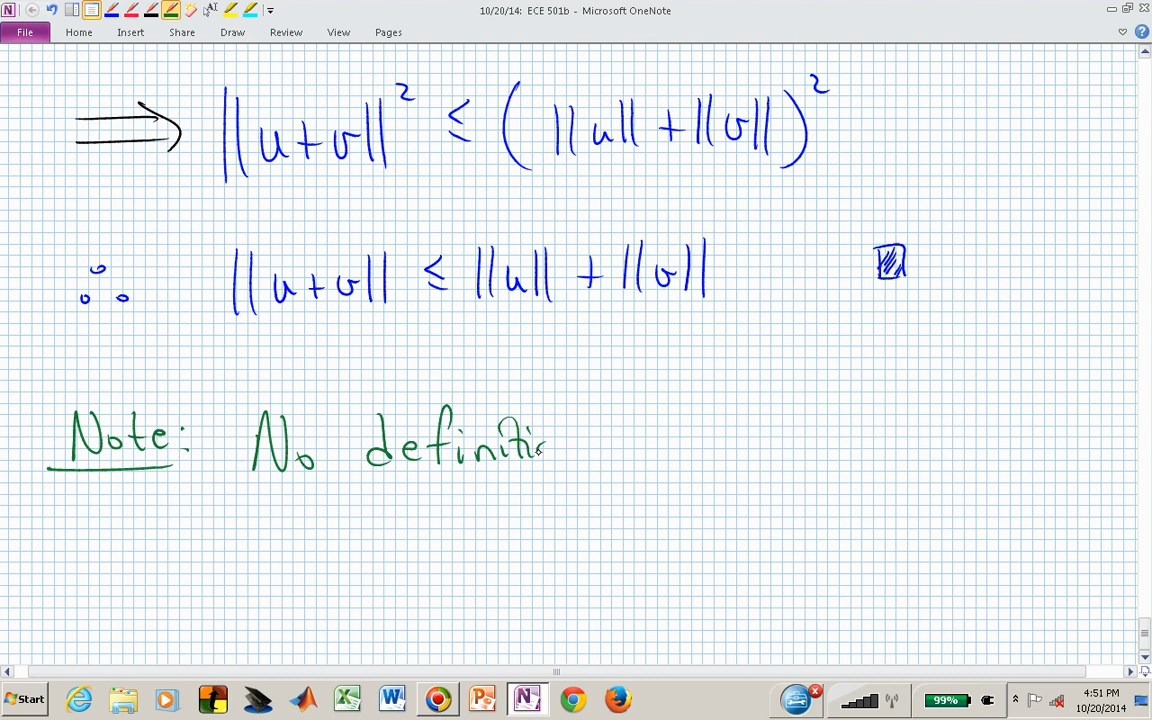 10/20/14: ECE 501b - Microsoft OneNote
File Home Insert Share Draw Review View Pages
⟹ ||u+v||² ≤ (||u|| + ||v||)²
∴ ||u+v|| ≤ ||u|| + ||v||
Note: No definitio
Start
99%
4:51 PM
10/20/2014